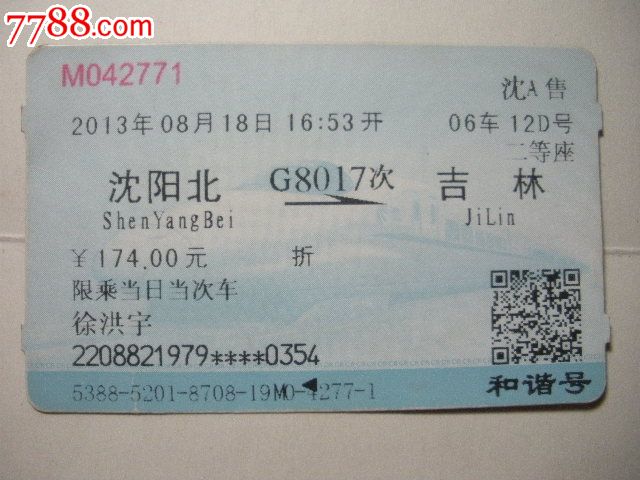 7788.com
M042771
沈A售
2013年08月18日 16:53开 06车 12D号
二等座
沈阳北 G8017次 吉林
ShenYangBei JiLin
¥174.00元 折
限乘当日当次车
徐洪宇
2208821979****0354
5388-5201-8708-19M0-4277-1
和谐号